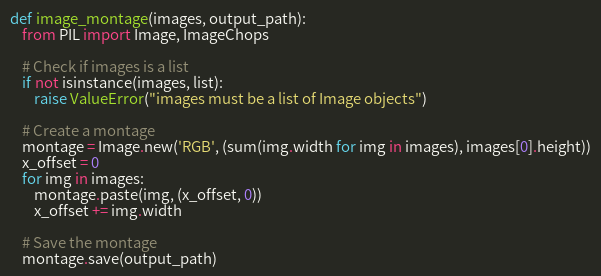 def image_montage(images, output_path):
    from PIL import Image, ImageChops

    # Check if images is a list
    if not isinstance(images, list):
        raise ValueError("images must be a list of Image objects")

    # Create a montage
    montage = Image.new('RGB', (sum(img.width for img in images), images[0].height))
    x_offset = 0
    for img in images:
        montage.paste(img, (x_offset, 0))
        x_offset += img.width

    # Save the montage
    montage.save(output_path)